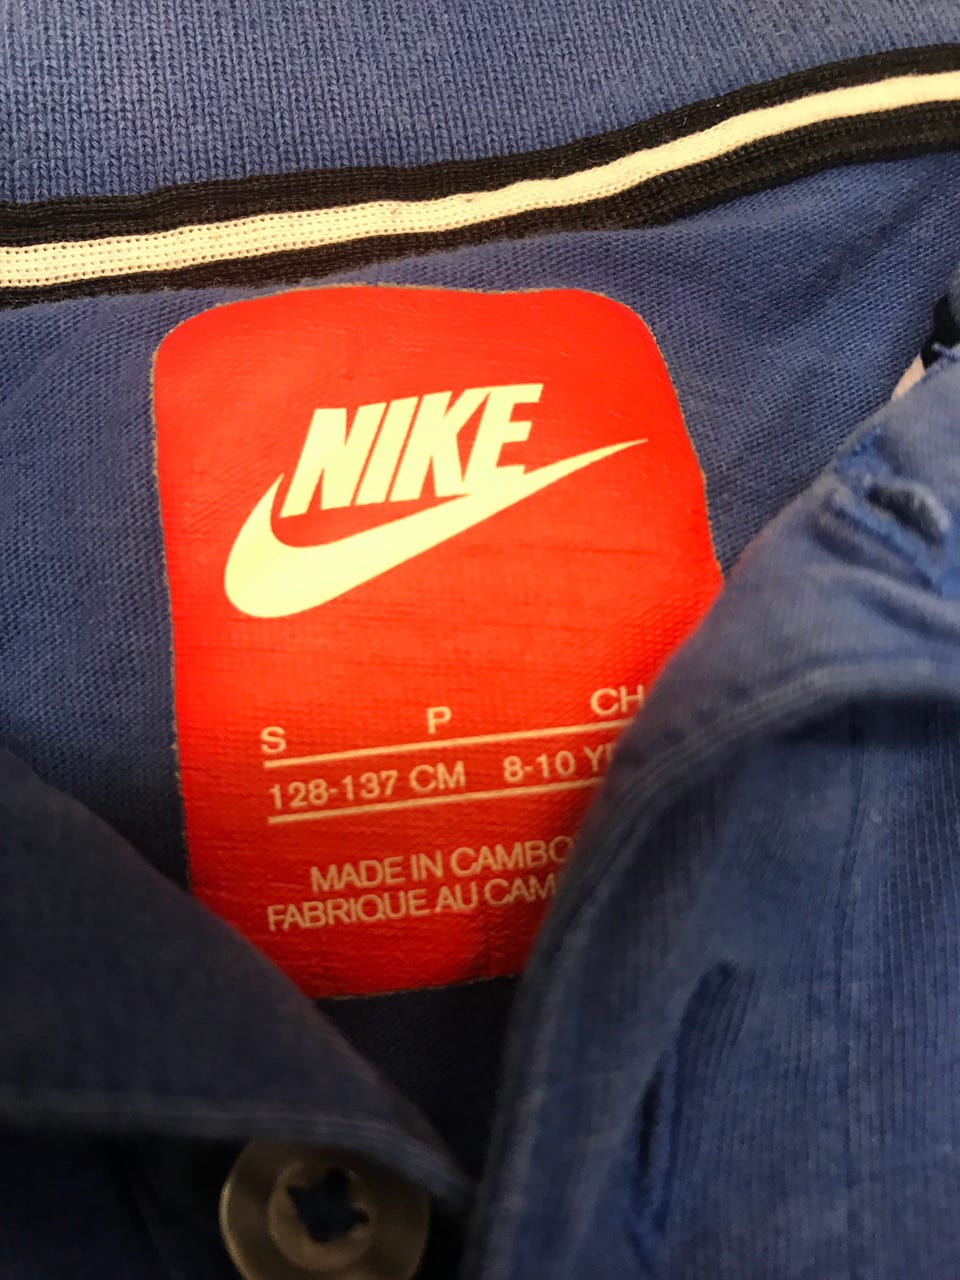 NIKE
S P CH
128-137 CM 8-10
MADE IN
FABRIQUE AU